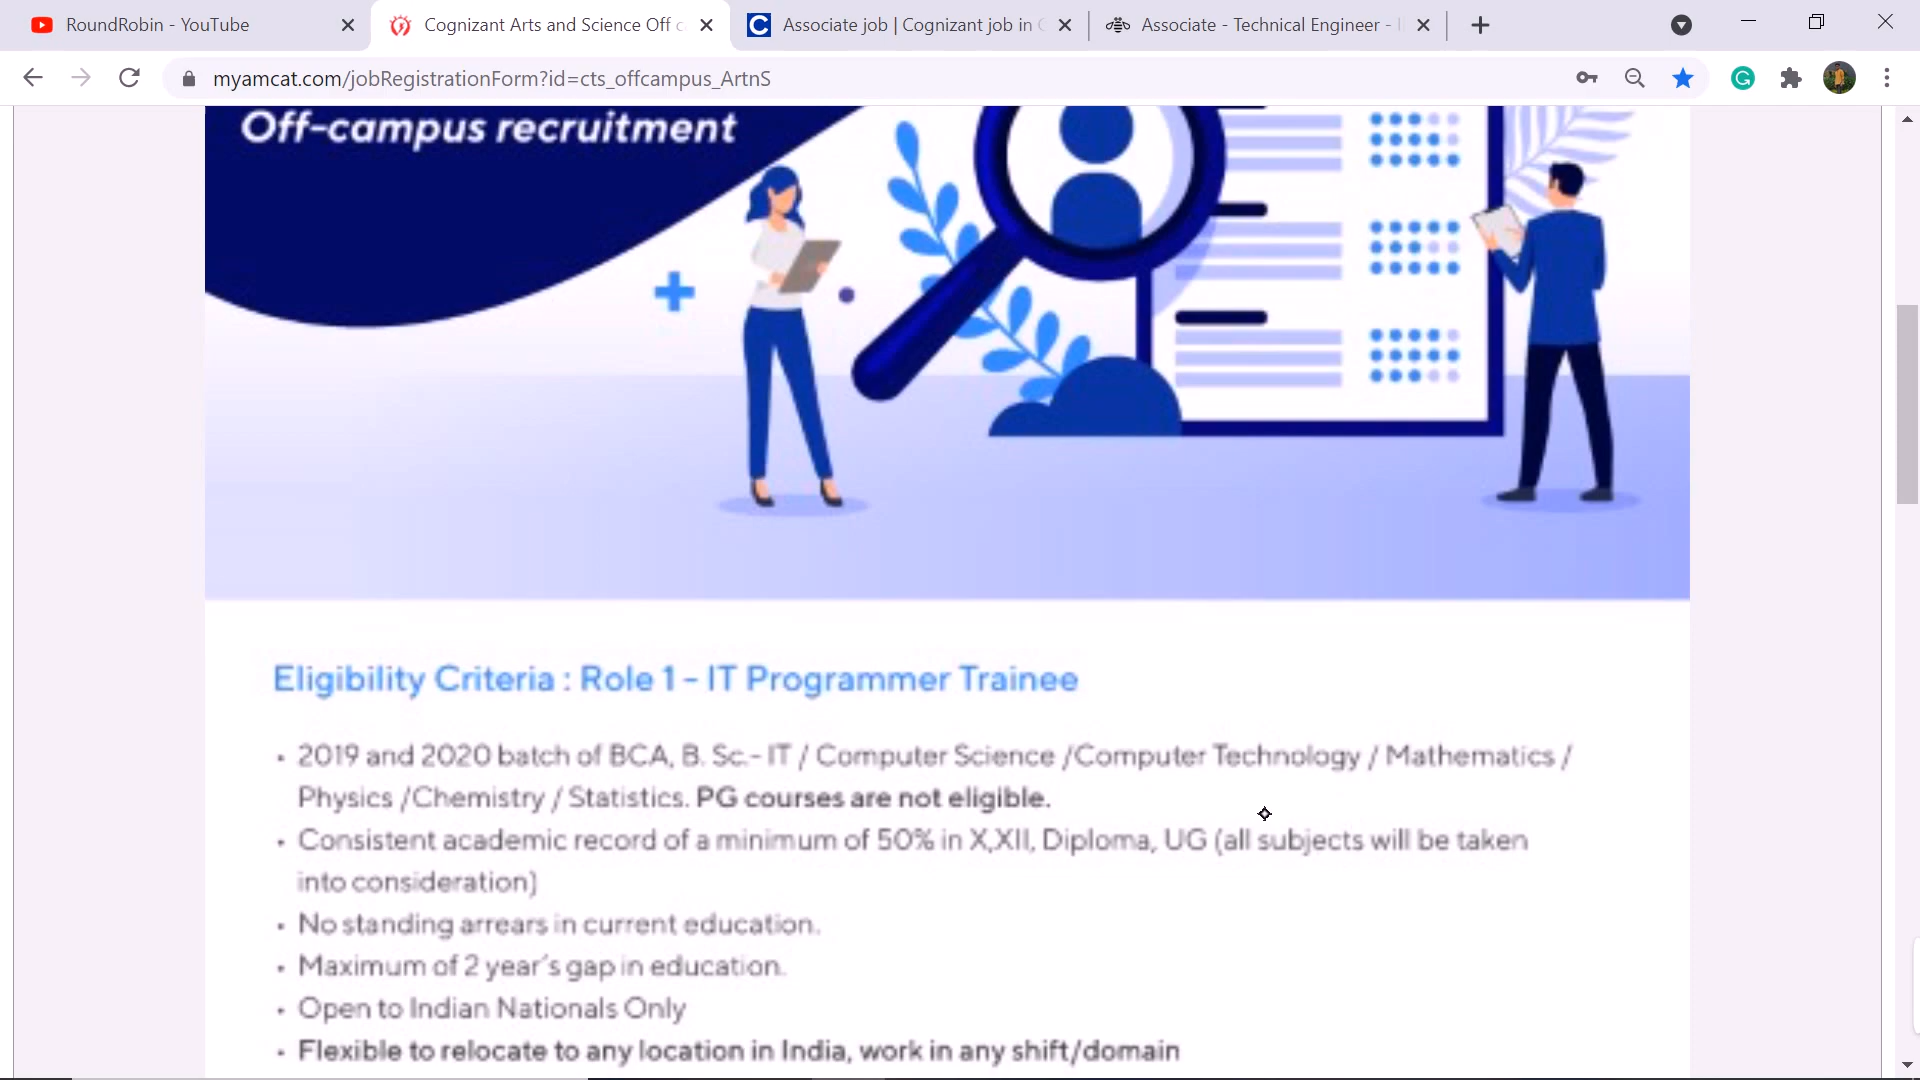 RoundRobin - YouTube
Cognizant Arts and Science Off c
Associate job | Cognizant job in
Associate - Technical Engineer -
myamcat.com/jobRegistrationForm?id=cts_offcampus_ArtnS
Off-campus recruitment
Eligibility Criteria : Role 1 - IT Programmer Trainee
• 2019 and 2020 batch of BCA, B. Sc.- IT / Computer Science /Computer Technology / Mathematics /
Physics /Chemistry / Statistics. PG courses are not eligible.
• Consistent academic record of a minimum of 50% in X,XII, Diploma, UG (all subjects will be taken
into consideration)
• No standing arrears in current education.
• Maximum of 2 year's gap in education.
• Open to Indian Nationals Only
• Flexible to relocate to any location in India, work in any shift/domain